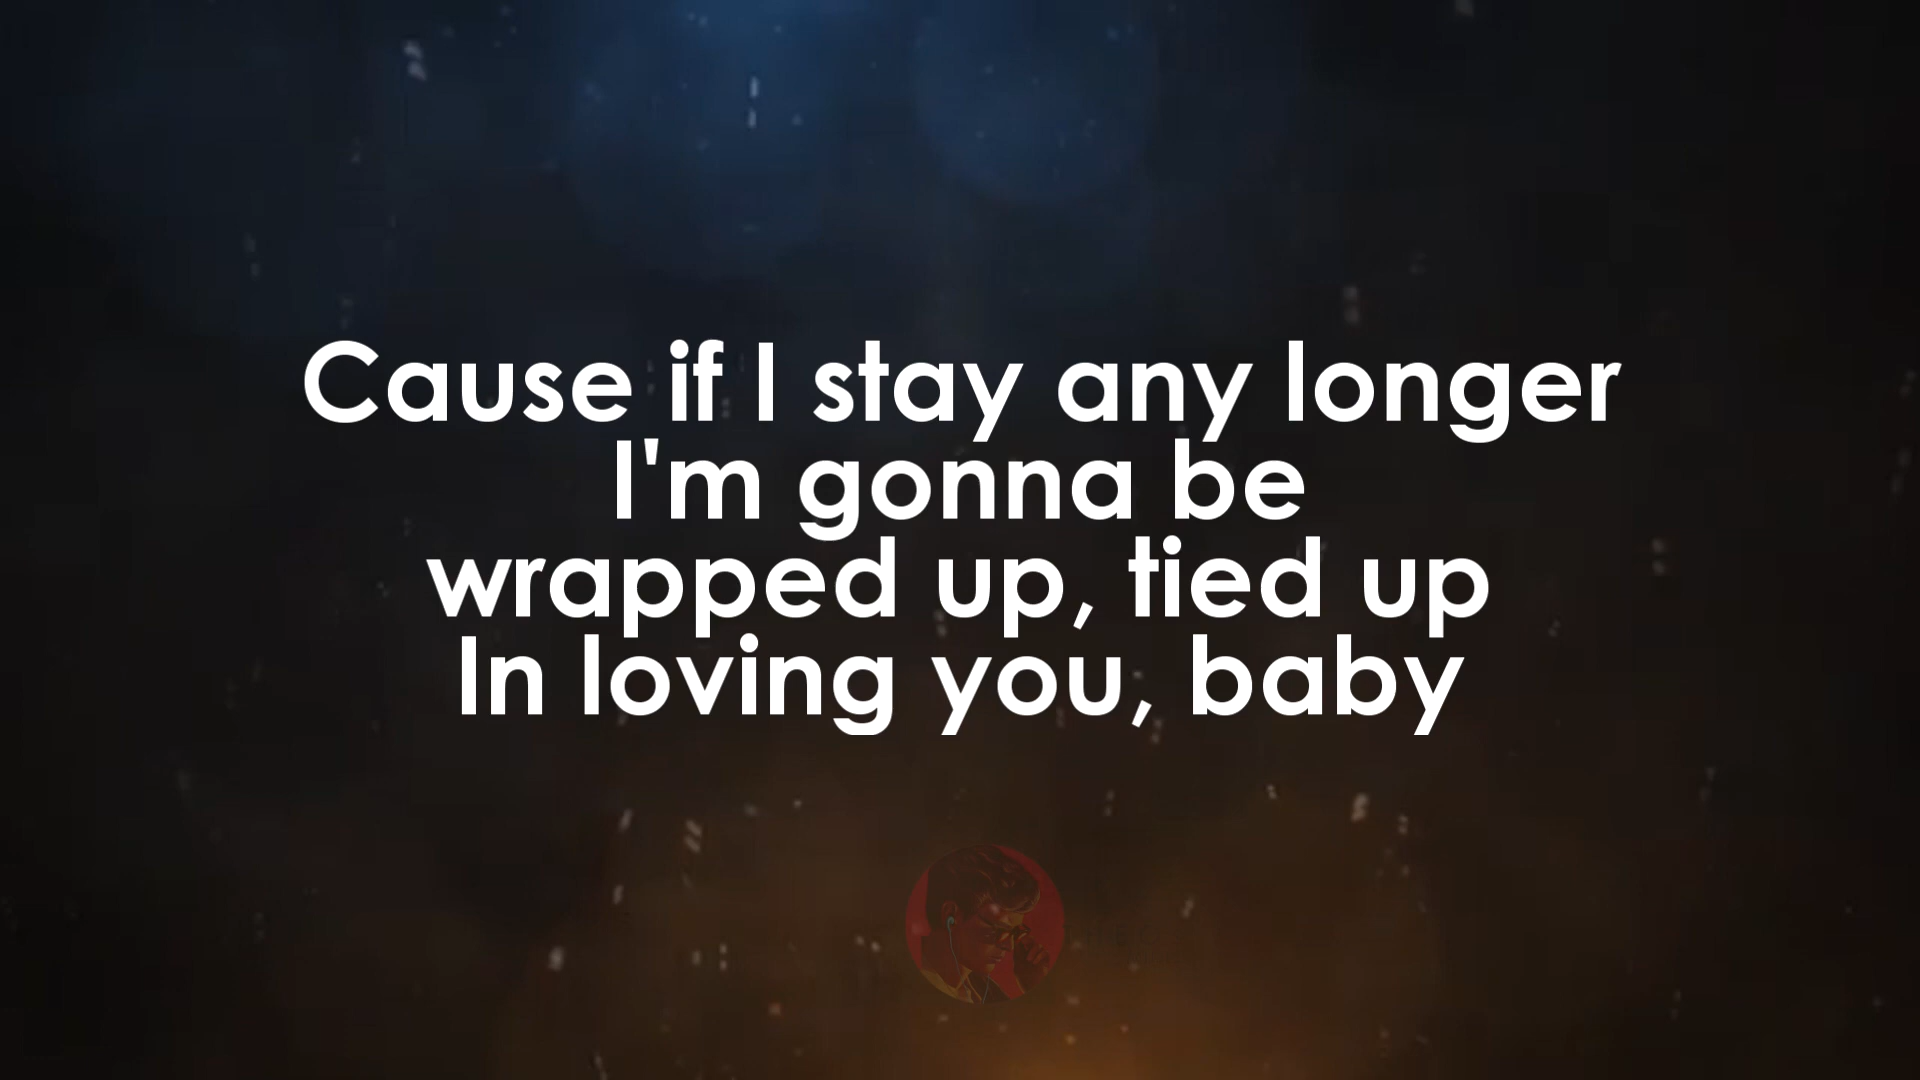 Cause if I stay any longer
I'm gonna be
wrapped up, tied up
In loving you, baby